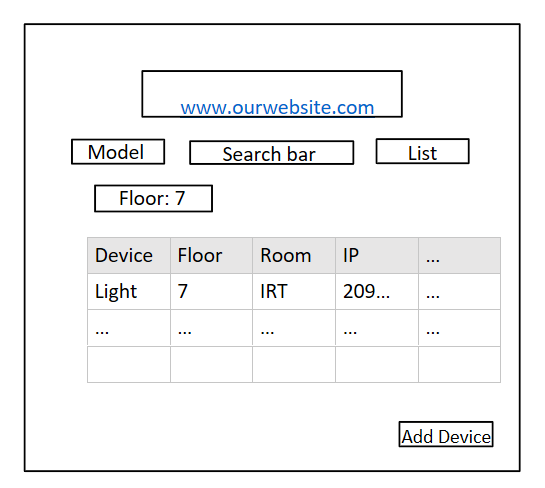 www.ourwebsite.com
Model Search bar List
Floor: 7
Device Floor Room IP ...
Light 7 IRT 209... ...
... ... ... ... ...
Add Device